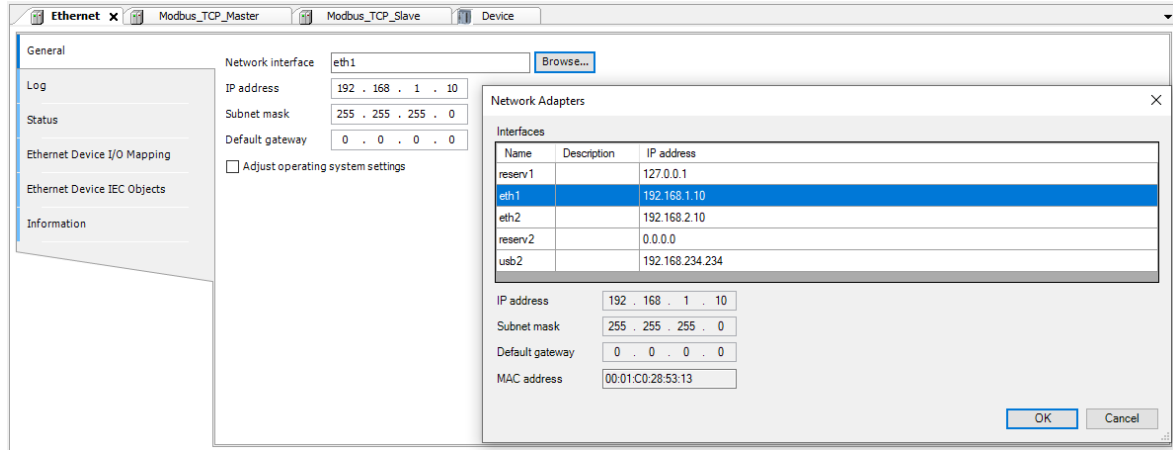 Ethernet x Modbus_TCP_Master Modbus_TCP_Slave Device
General
Log
Status
Ethernet Device I/O Mapping
Ethernet Device IEC Objects
Information
Network interface eth1 Browse...
IP address 192 . 168 . 1 . 10
Subnet mask 255 . 255 . 255 . 0
Default gateway 0 . 0 . 0 . 0
Adjust operating system settings
Network Adapters
Interfaces
Name Description IP address
reserv1 127.0.0.1
eth1 192.168.1.10
eth2 192.168.2.10
reserv2 0.0.0.0
usb2 192.168.234.234
IP address 192 . 168 . 1 . 10
Subnet mask 255 . 255 . 255 . 0
Default gateway 0 . 0 . 0 . 0
MAC address 00:01:C0:28:53:13
OK Cancel